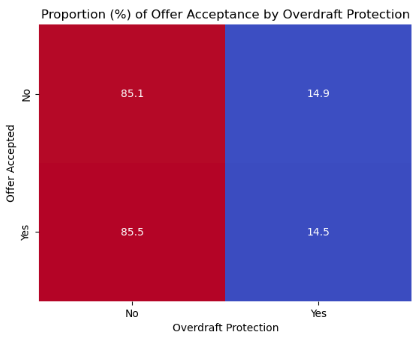 Proportion (%) of Offer Acceptance by Overdraft Protection
Offer Accepted
No
85.1 14.9
Yes
85.5 14.5
No Yes
Overdraft Protection